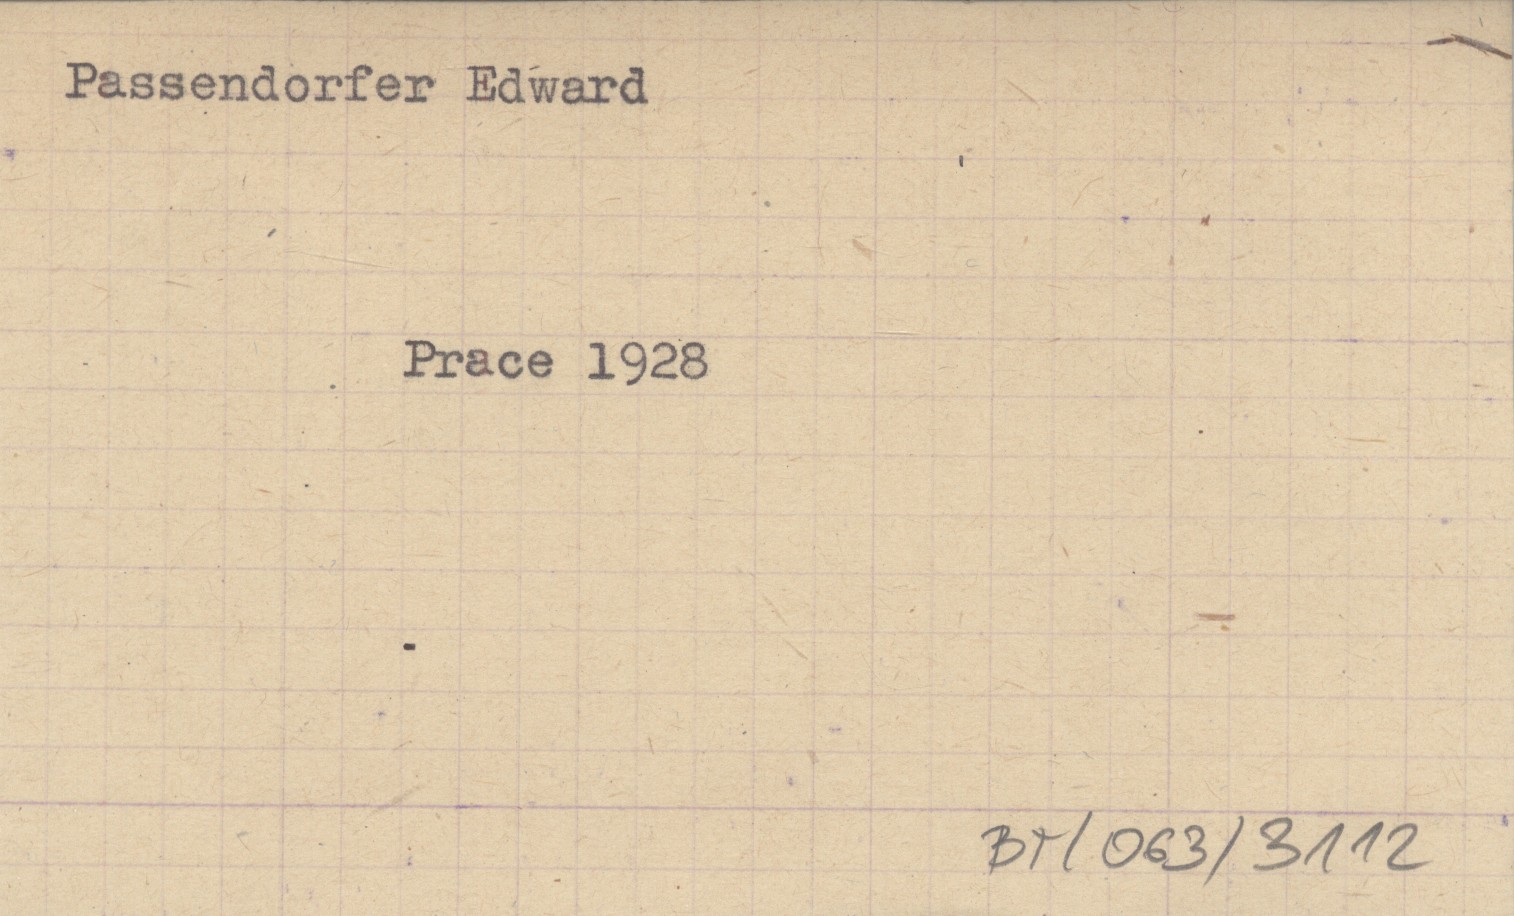 Passendorfer Edward
Prace 1928
BT/063/3112